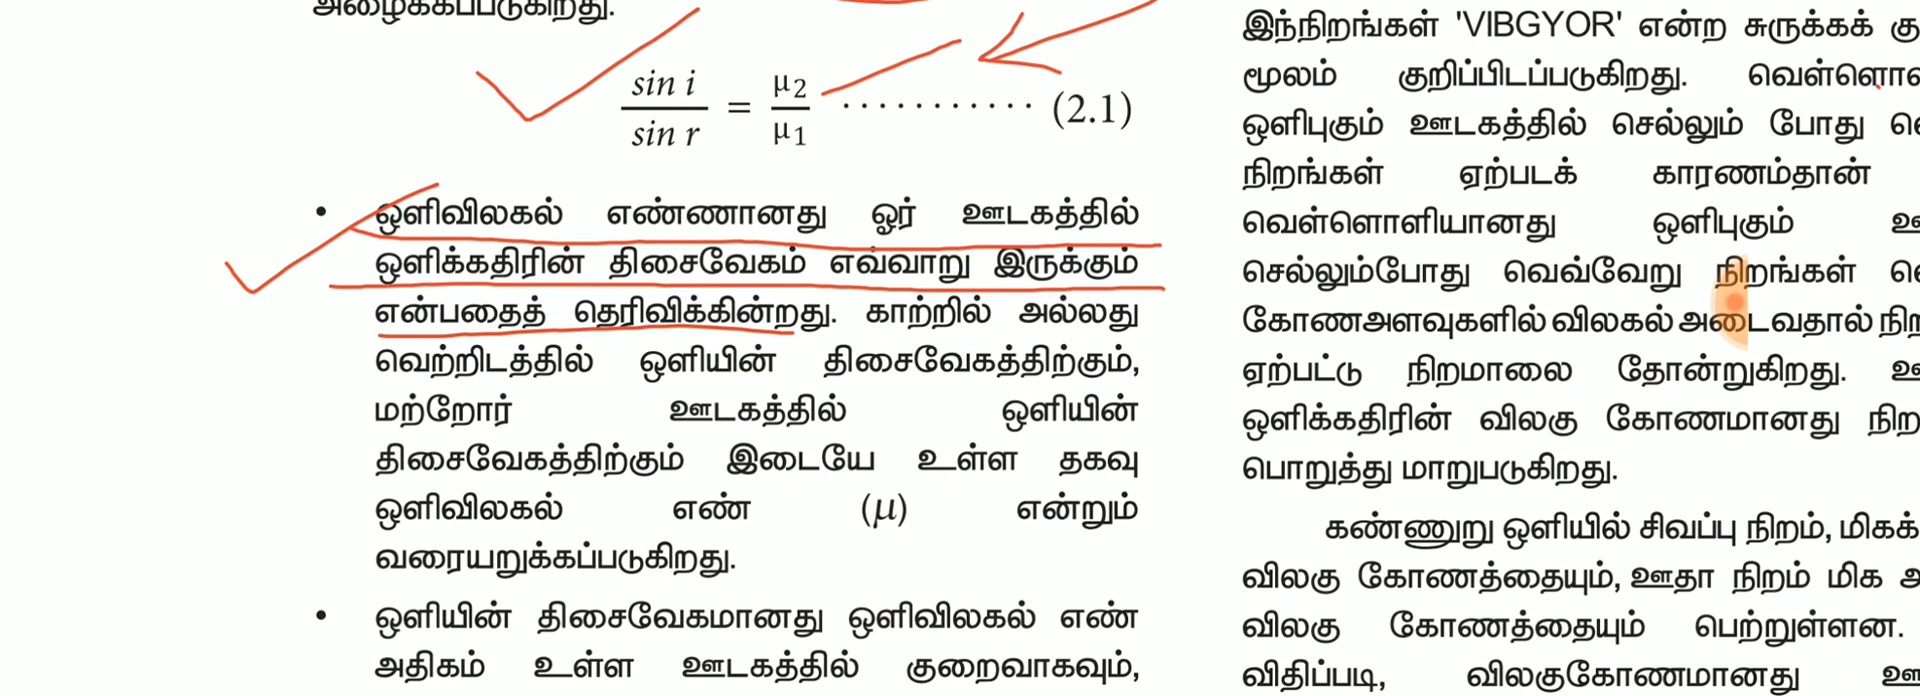 அழைக்கப்படுகிறது.
sin i / sin r = μ2 / μ1 ........... (2.1)
• ஒளிவிலகல் எண்ணானது ஓர் ஊடகத்தில்
ஒளிக்கதிரின் திசைவேகம் எவ்வாறு இருக்கும்
என்பதைத் தெரிவிக்கின்றது. காற்றில் அல்லது
வெற்றிடத்தில் ஒளியின் திசைவேகத்திற்கும்,
மற்றோர் ஊடகத்தில் ஒளியின்
திசைவேகத்திற்கும் இடையே உள்ள தகவு
ஒளிவிலகல் எண் (μ) என்றும்
வரையறுக்கப்படுகிறது.
• ஒளியின் திசைவேகமானது ஒளிவிலகல் எண்
அதிகம் உள்ள ஊடகத்தில் குறைவாகவும்,
இந்நிறங்கள் 'VIBGYOR' என்ற சுருக்கக்
மூலம் குறிப்பிடப்படுகிறது.
ஒளிபுகும் ஊடகத்தில் செல்லும் போது
நிறங்கள் ஏற்படக் காரணம்தான்
வெள்ளொளியானது ஒளிபுகும்
செல்லும்போது வெவ்வேறு நிறங்கள்
கோணஅளவுகளில் விலகல் அடைவதால்
ஏற்பட்டு நிறமாலை தோன்றுகிறது.
ஒளிக்கதிரின் விலகு கோணமானது
பொறுத்து மாறுபடுகிறது.
கண்ணுறு ஒளியில் சிவப்பு நிறம், மிகக்
விலகு கோணத்தையும், ஊதா நிறம் மிக
விலகு கோணத்தையும் பெற்றுள்ளன.
விதிப்படி, விலகுகோணமானது